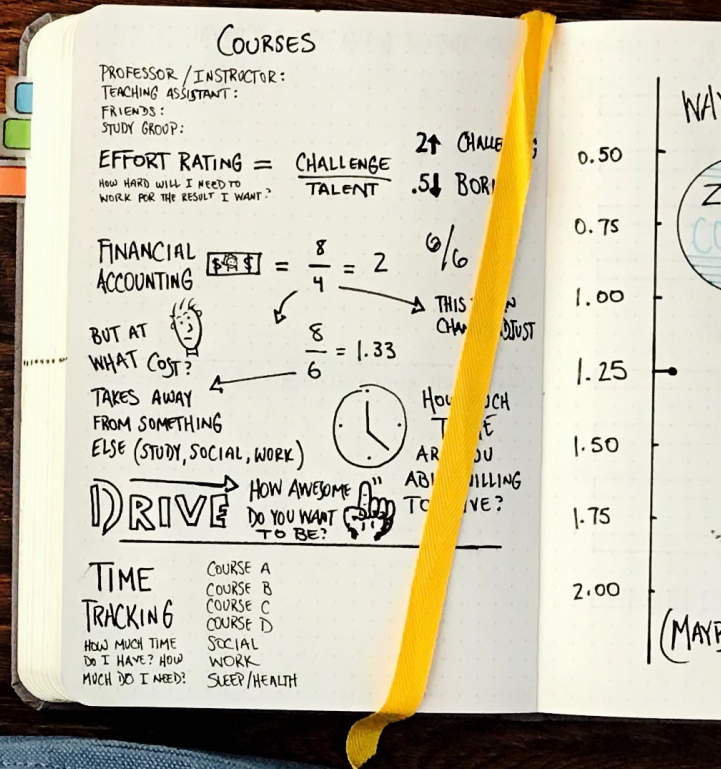 COURSES
PROFESSOR/INSTRUCTOR:
TEACHING ASSISTANT:
FRIENDS:
STUDY GROUP:
EFFORT RATING = CHALLENGE
TALENT
HOW HARD WILL I NEED TO
WORK FOR THE RESULT I WANT?
2↑
.5↓
FINANCIAL
ACCOUNTING
$ $ = 8/4 = 2
6/6
THIS
BUT AT
WHAT COST?
8/6 = 1.33
TAKES AWAY
FROM SOMETHING
ELSE (STUDY, SOCIAL, WORK)
DRIVE
HOW AWESOME
DO YOU WANT
TO BE?
TIME
TRACKING
HOW MUCH TIME
DO I HAVE? HOW
MUCH DO I NEED?
COURSE A
COURSE B
COURSE C
COURSE D
SOCIAL
WORK
SLEEP/HEALTH
0.50
0.75
1.00
1.25
1.50
1.75
2.00